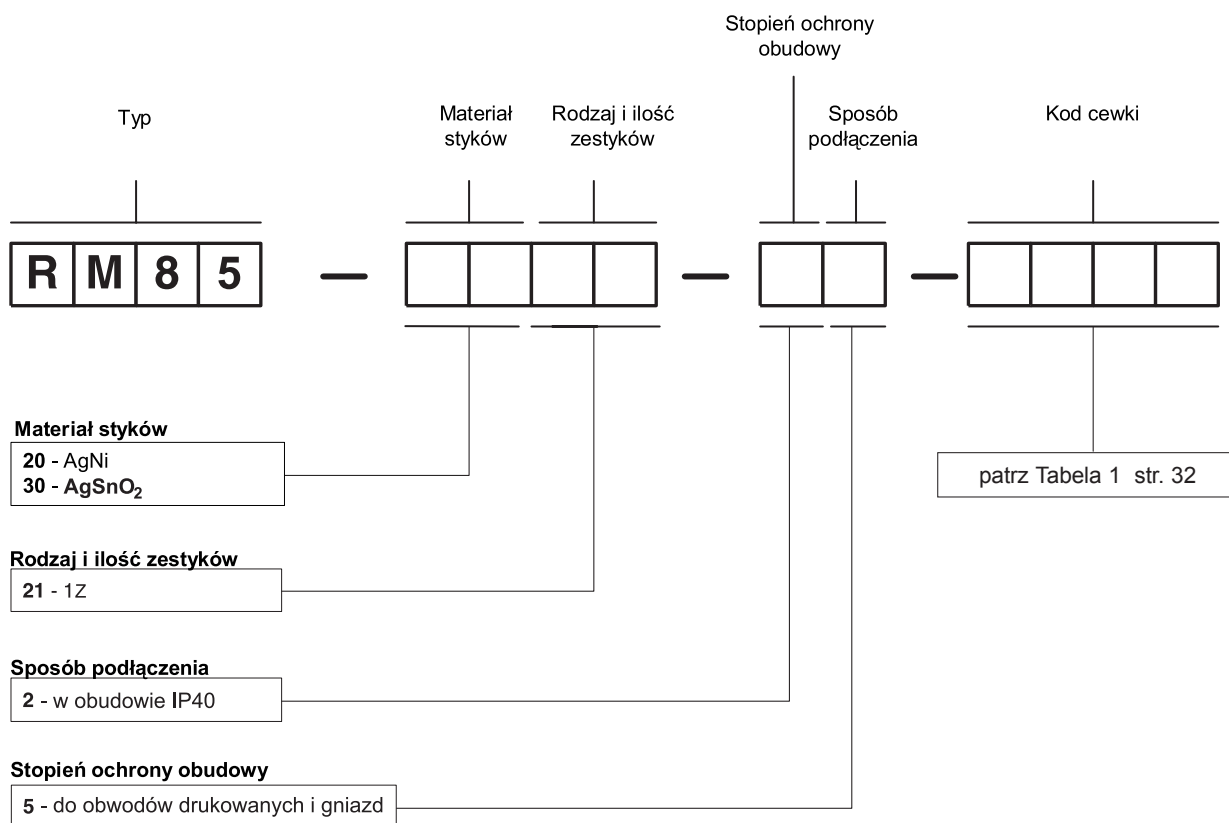 Stopień ochrony
obudowy
Typ
Materiał
styków
Rodzaj i ilość
zestyków
Sposób
podłączenia
Kod cewki
R M 8 5 — — —
Materiał styków
20 - AgNi
30 - AgSnO₂
patrz Tabela 1 str. 32
Rodzaj i ilość zestyków
21 - 1Z
Sposób podłączenia
2 - w obudowie IP40
Stopień ochrony obudowy
5 - do obwodów drukowanych i gniazd